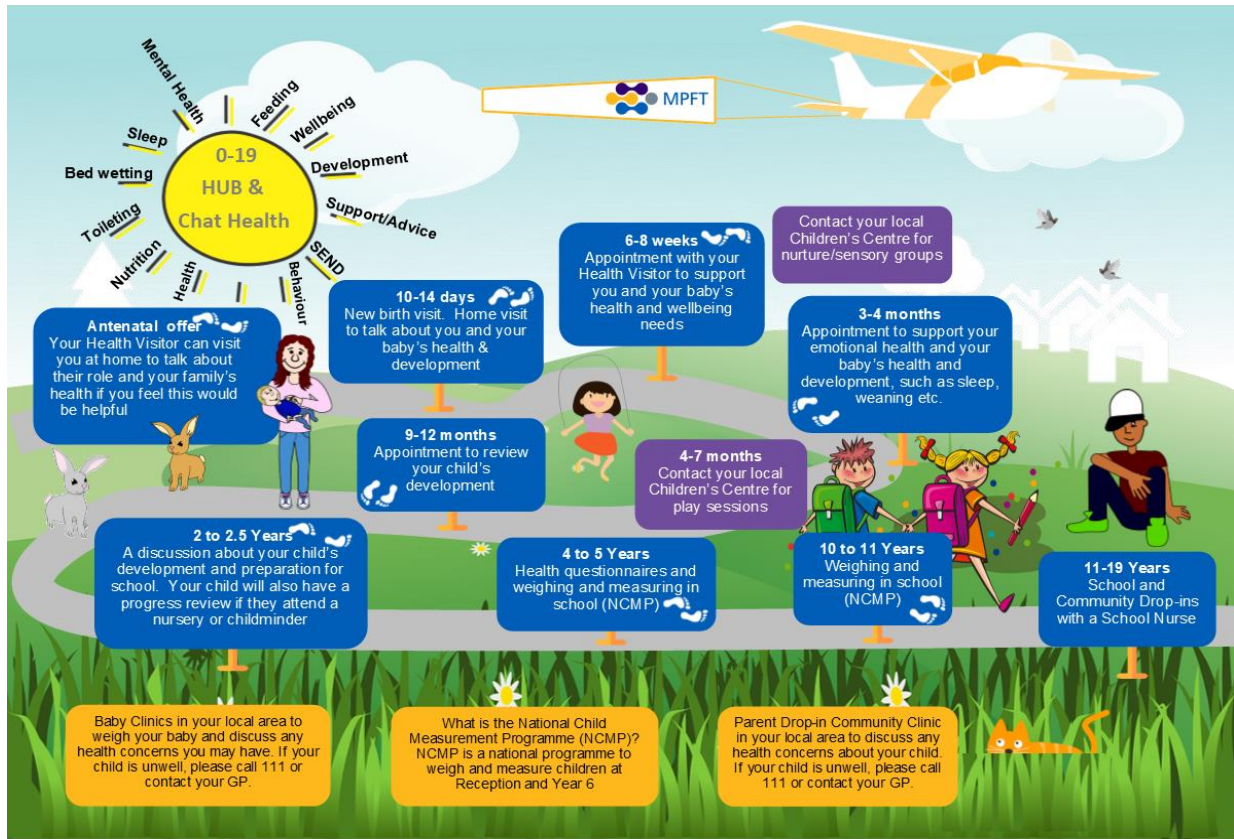 MPFT
Mental Health
Feeding
Wellbeing
Development
Support/Advice
SEND
Behaviour
Health
Nutrition
Toileting
Bed wetting
Sleep
0-19
HUB &
Chat Health
Antenatal offer
Your Health Visitor can visit
you at home to talk about
their role and your family's
health if you feel this would
be helpful
10-14 days
New birth visit. Home visit
to talk about you and your
baby's health &
development
6-8 weeks
Appointment with your
Health Visitor to support
you and your baby's
health and wellbeing
needs
Contact your local
Children's Centre for
nurture/sensory groups
3-4 months
Appointment to support your
emotional health and your
baby's health and
development, such as sleep,
weaning etc.
4-7 months
Contact your local
Children's Centre for
play sessions
9-12 months
Appointment to review
your child's
development
2 to 2.5 Years
A discussion about your child's
development and preparation for
school. Your child will also have a
progress review if they attend a
nursery or childminder
4 to 5 Years
Health questionnaires and
weighing and measuring in
school (NCMP)
10 to 11 Years
Weighing and
measuring in school
(NCMP)
11-19 Years
School and
Community Drop-ins
with a School Nurse
Baby Clinics in your local area to
weigh your baby and discuss any
health concerns you may have. If your
child is unwell, please call 111 or
contact your GP.
What is the National Child
Measurement Programme (NCMP)?
NCMP is a national programme to
weigh and measure children at
Reception and Year 6
Parent Drop-in Community Clinic
in your local area to discuss any
health concerns about your child.
If your child is unwell, please call
111 or contact your GP.